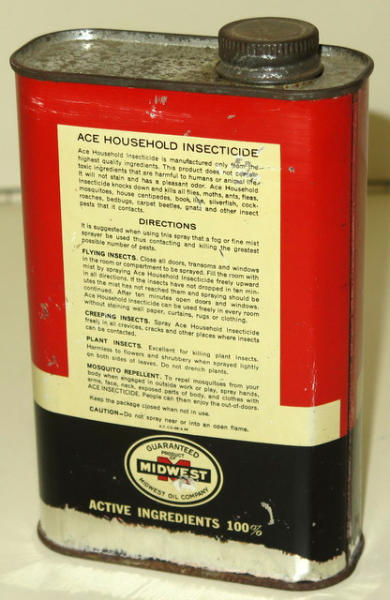 ACE HOUSEHOLD INSECTICIDE
Ace Household Insecticide is manufactured only from the
highest quality ingredients. This product does not contain
toxic ingredients that are harmful to humans or animal life.
It will not stain and has a pleasant odor. Ace Household
Insecticide knocks down and kills all flies, moths, ants, fleas,
mosquitoes, house centipedes, book lice, silverfish, cock-
roaches, bedbugs, carpet beetles, gnats and other insect
pests that it contacts.
DIRECTIONS
It is suggested when using this spray that a fog or fine mist
sprayer be used thus contacting and killing the greatest
possible number of pests.
FLYING INSECTS. Close all doors, transoms and windows
in the room or compartment to be sprayed. Fill the room with
mist by spraying Ace Household Insecticide freely upward
in all directions. If the insects have not dropped in ten min-
utes the mist has not reached them and spraying should be
continued. After ten minutes open doors and windows.
Ace Household Insecticide can be used freely in every room
without staining wall paper, curtains, rugs or clothing.
CREEPING INSECTS. Spray Ace Household Insecticide
freely in all crevices, cracks and other places where insects
can be contacted.
PLANT INSECTS. Excellent for killing plant insects.
Harmless to flowers and shrubbery when sprayed lightly
on both sides of leaves. Do not drench plants.
MOSQUITO REPELLENT. To repel mosquitoes from your
body when engaged in outside work or play, spray hands,
arms, face, neck, exposed parts of body, and clothes with
ACE INSECTICIDE. People can then enjoy the out-of-doors.
Keep the package closed when not in use.
CAUTION—Do not spray near or into an open flame.
GUARANTEED
PRODUCT
OF
M
MIDWEST
MIDWEST OIL COMPANY
ACTIVE INGREDIENTS 100%